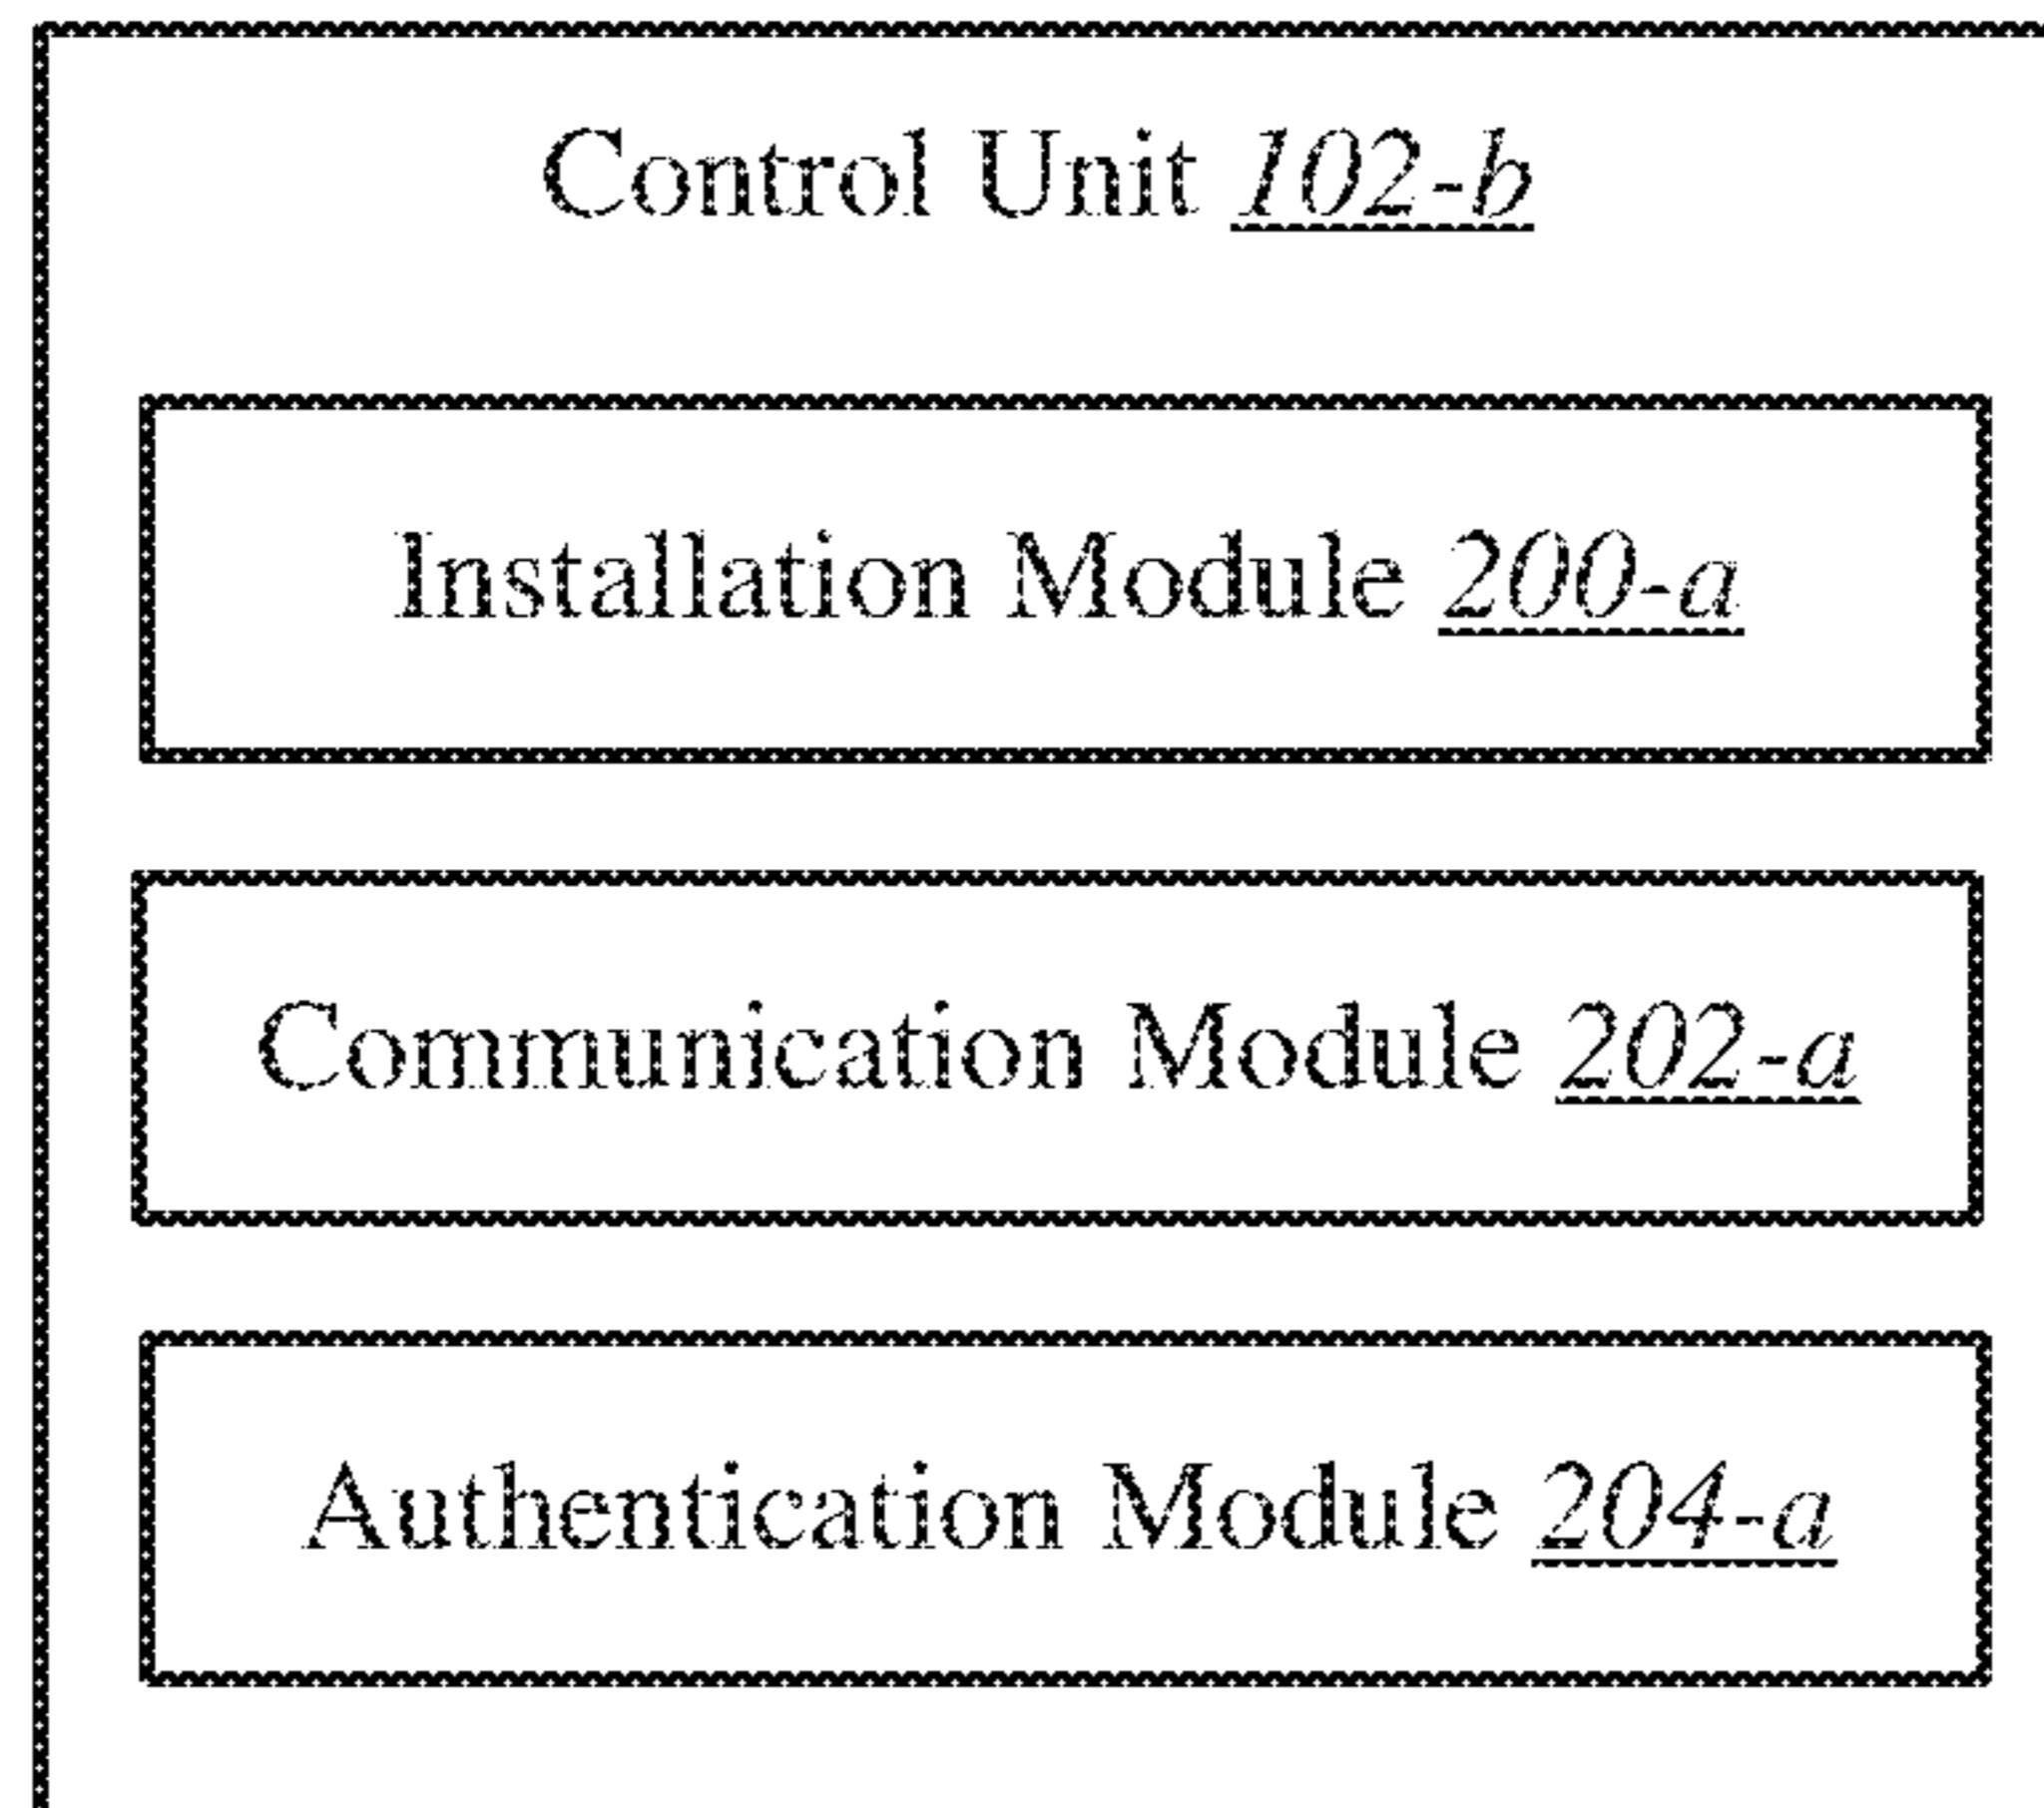 Control Unit 102-b
Installation Module 200-a
Communication Module 202-a
Authentication Module 204-a